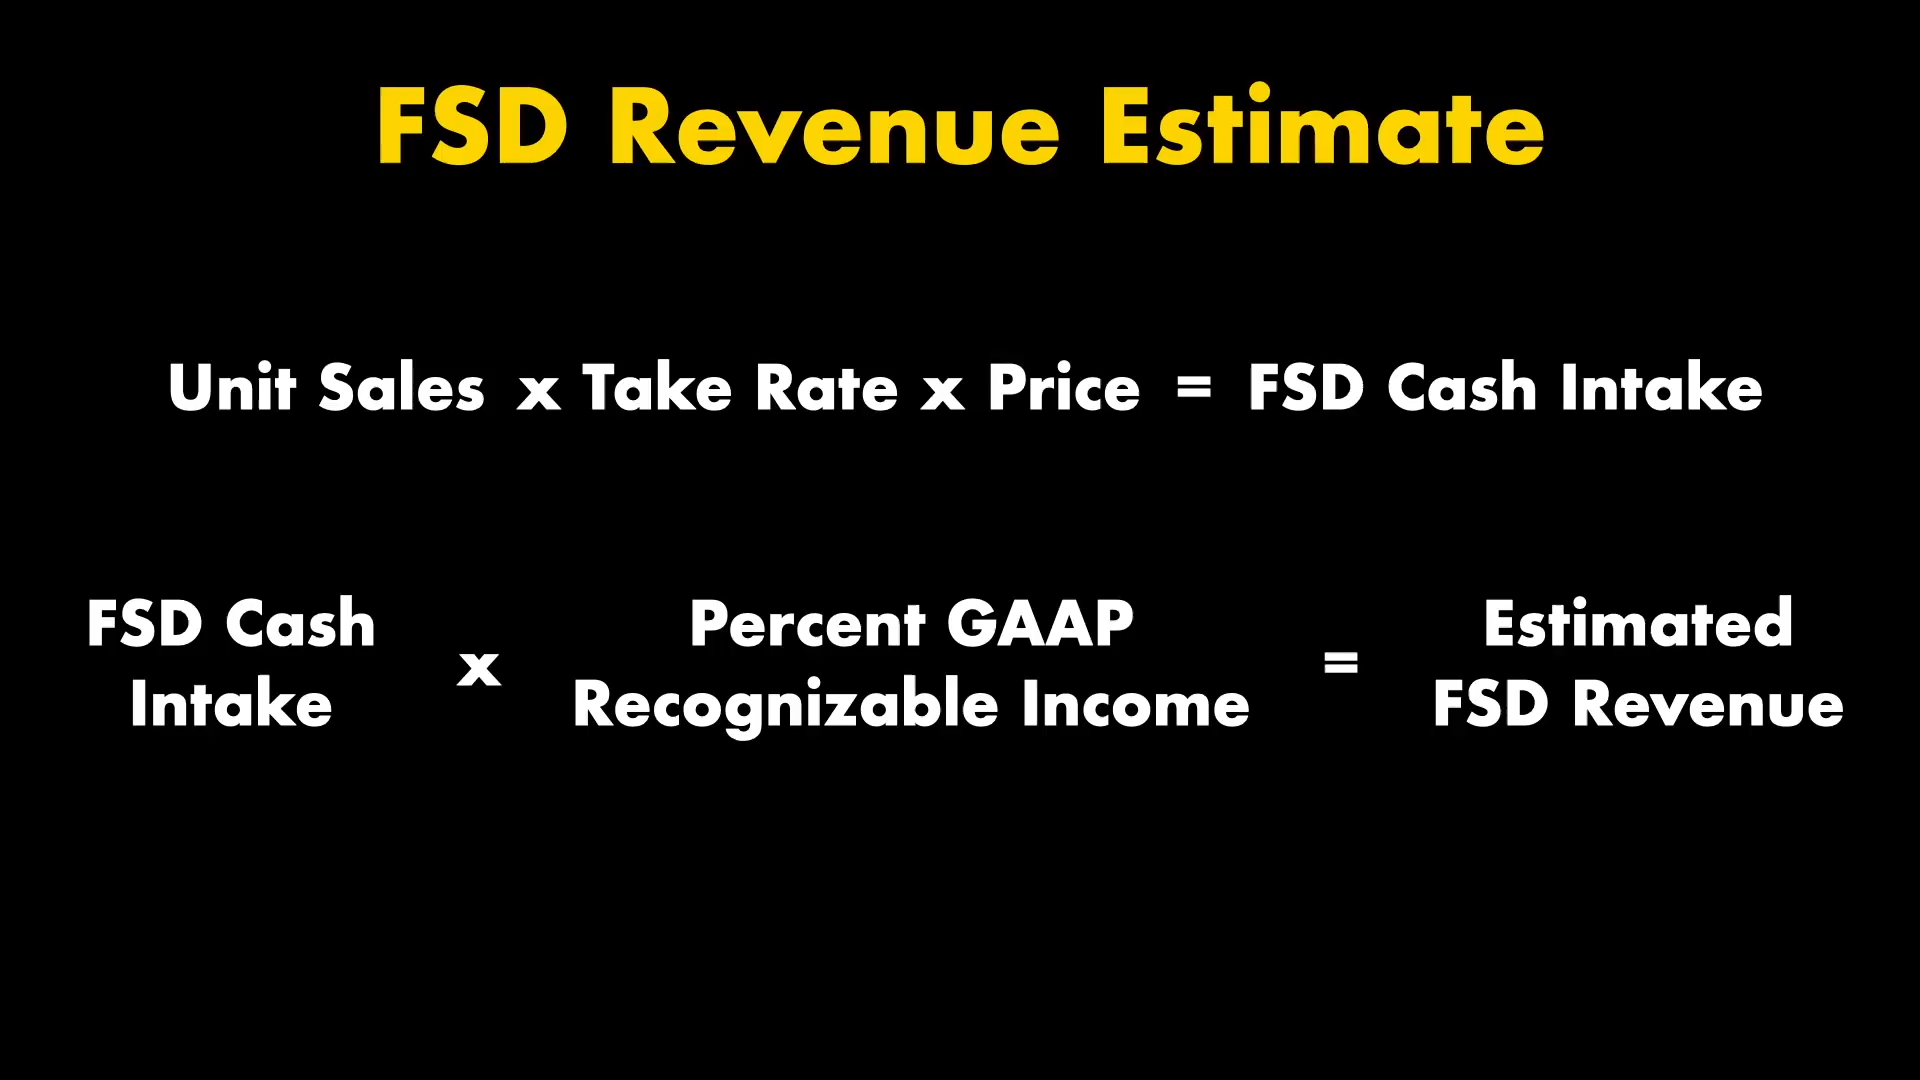 FSD Revenue Estimate
Unit Sales x Take Rate x Price = FSD Cash Intake
FSD Cash
Intake
x
Percent GAAP
Recognizable Income
=
Estimated
FSD Revenue